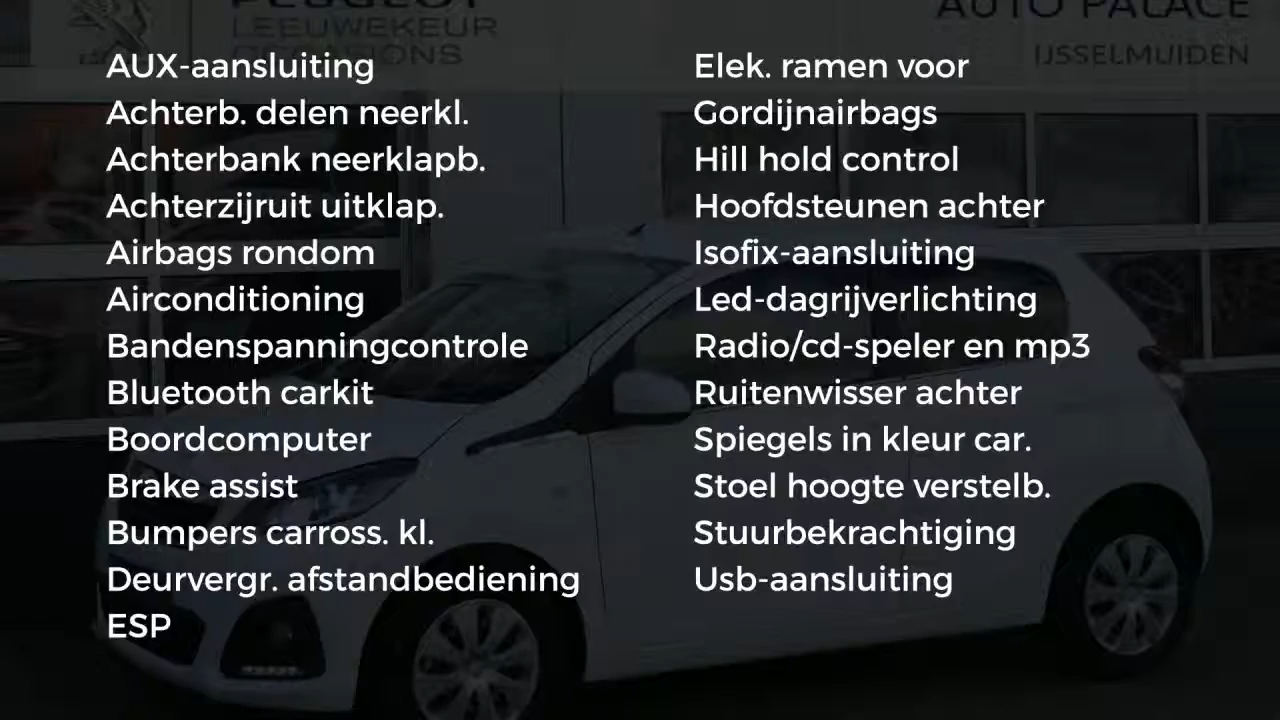 PEUGEOT
LEEUWEKEUR
OCCASIONS
AUTO PALACE
IJSSELMUIDEN
AUX-aansluiting
Achterb. delen neerkl.
Achterbank neerklapb.
Achterzijruit uitklap.
Airbags rondom
Airconditioning
Bandenspanningcontrole
Bluetooth carkit
Boordcomputer
Brake assist
Bumpers carross. kl.
Deurvergr. afstandbediening
ESP
Elek. ramen voor
Gordijnairbags
Hill hold control
Hoofdsteunen achter
Isofix-aansluiting
Led-dagrijverlichting
Radio/cd-speler en mp3
Ruitenwisser achter
Spiegels in kleur car.
Stoel hoogte verstelb.
Stuurbekrachtiging
Usb-aansluiting